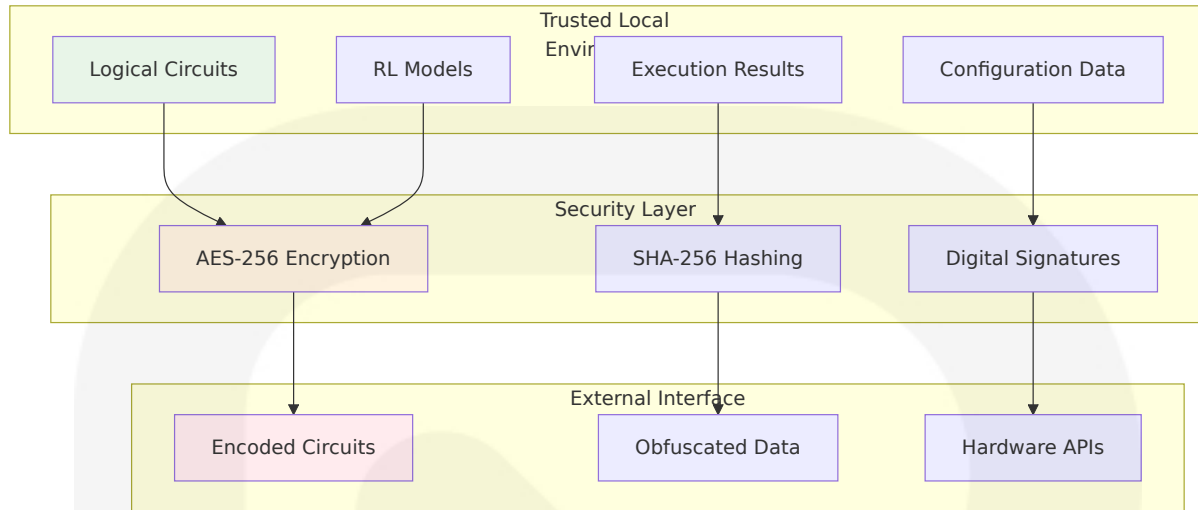 Trusted Local
Logical Circuits
RL Models
Execution Results
Configuration Data
Security Layer
AES-256 Encryption
SHA-256 Hashing
Digital Signatures
External Interface
Encoded Circuits
Obfuscated Data
Hardware APIs